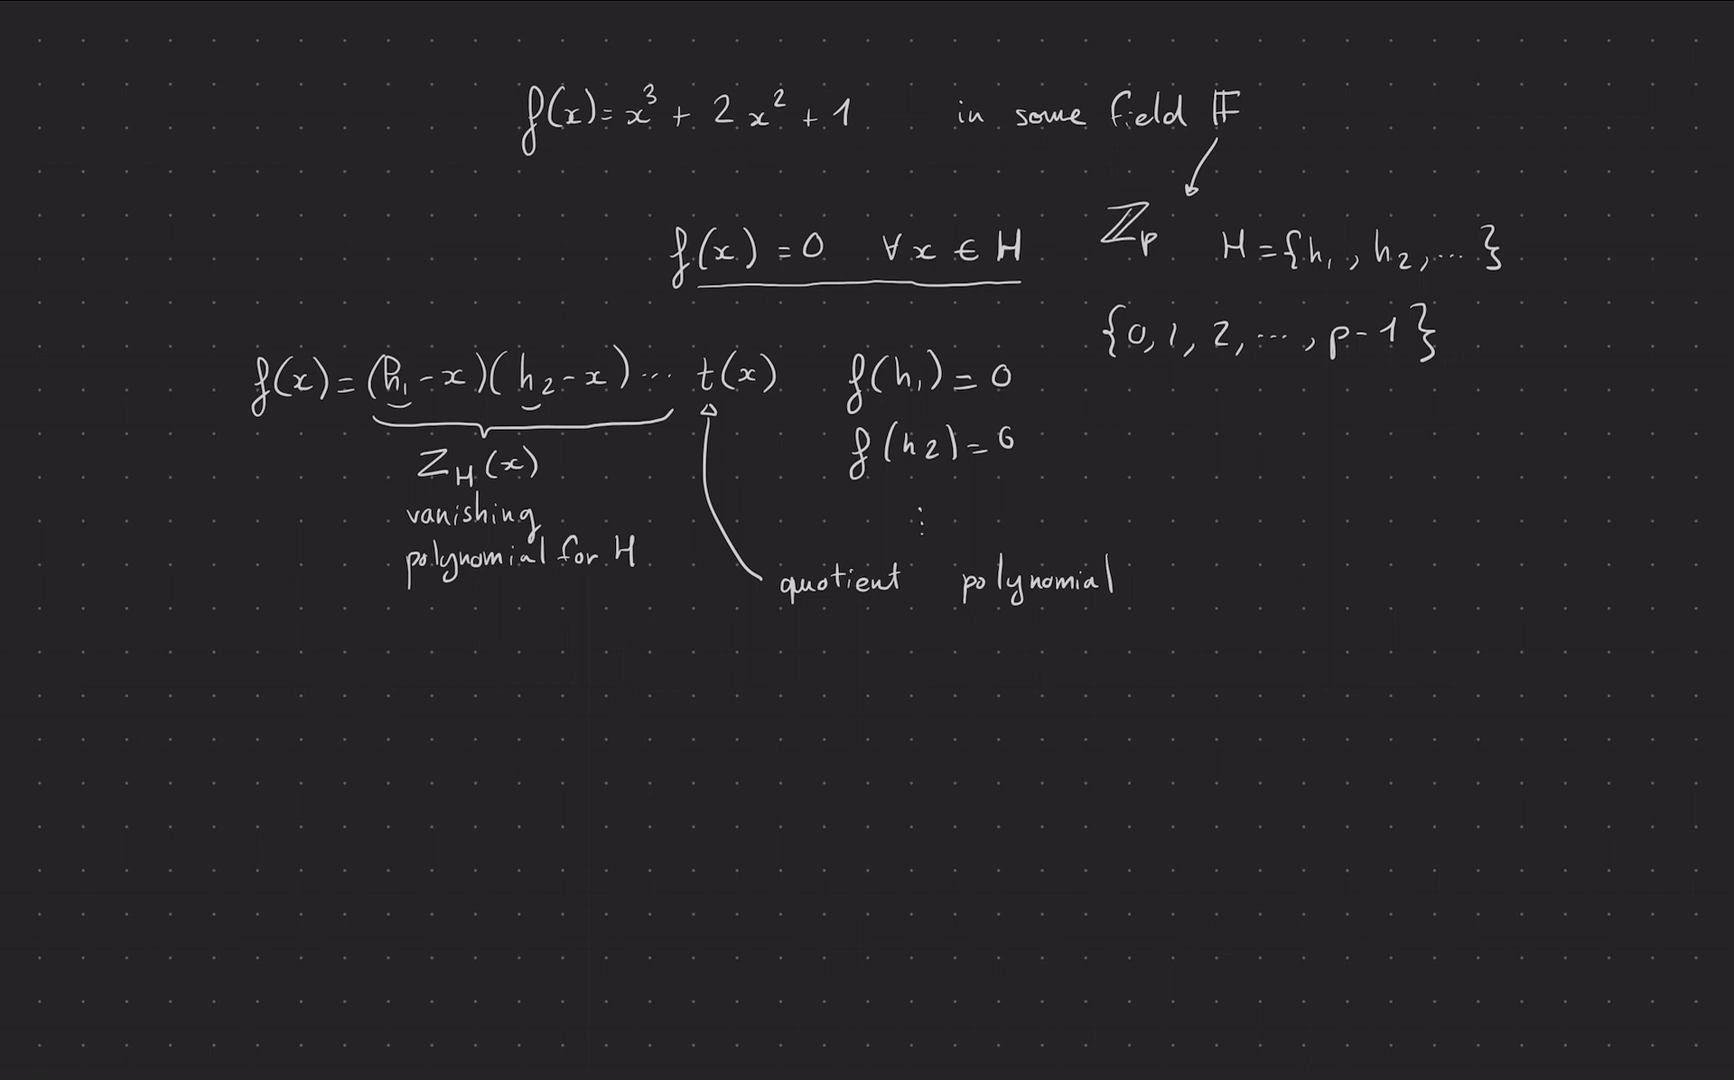 f(x) = x³ + 2x² + 1 in some field 𝔽
f(x) = 0 ∀ x ∈ H ℤₚ H = {h₁, h₂, ... }
{0, 1, 2, ..., p-1}
f(x) = (h₁ - x)(h₂ - x) ... t(x) f(h₁) = 0
Z_H(x) f(h₂) = 0
vanishing
⋮
polynomial for H
quotient polynomial